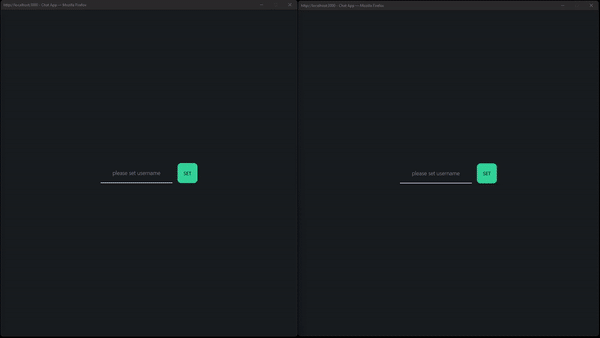 http://localhost:3000 - Chat App — Mozilla Firefox
please set username
SET
http://localhost:3000 - Chat App — Mozilla Firefox
please set username
SET